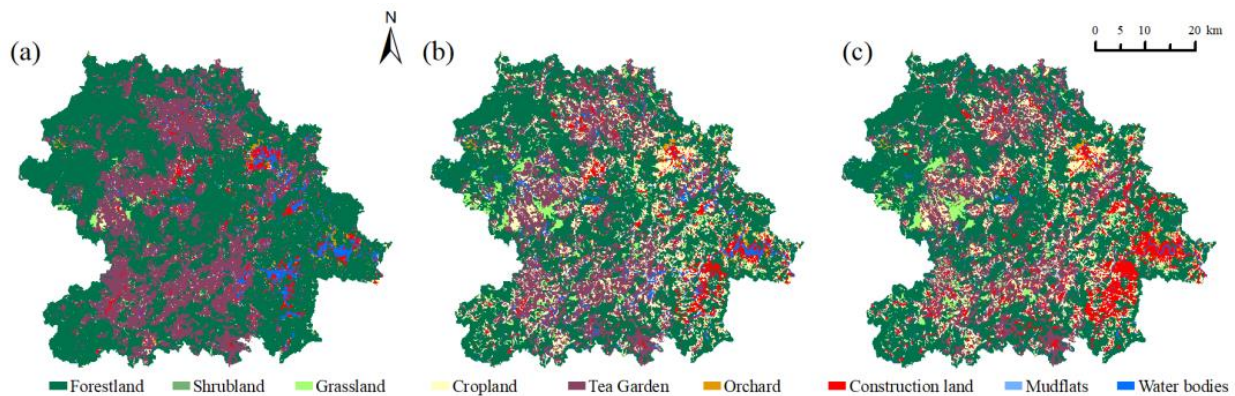 N
(a) (b) (c)
0 5 10 20 km
Forestland Shrubland Grassland Cropland Tea Garden Orchard Construction land Mudflats Water bodies